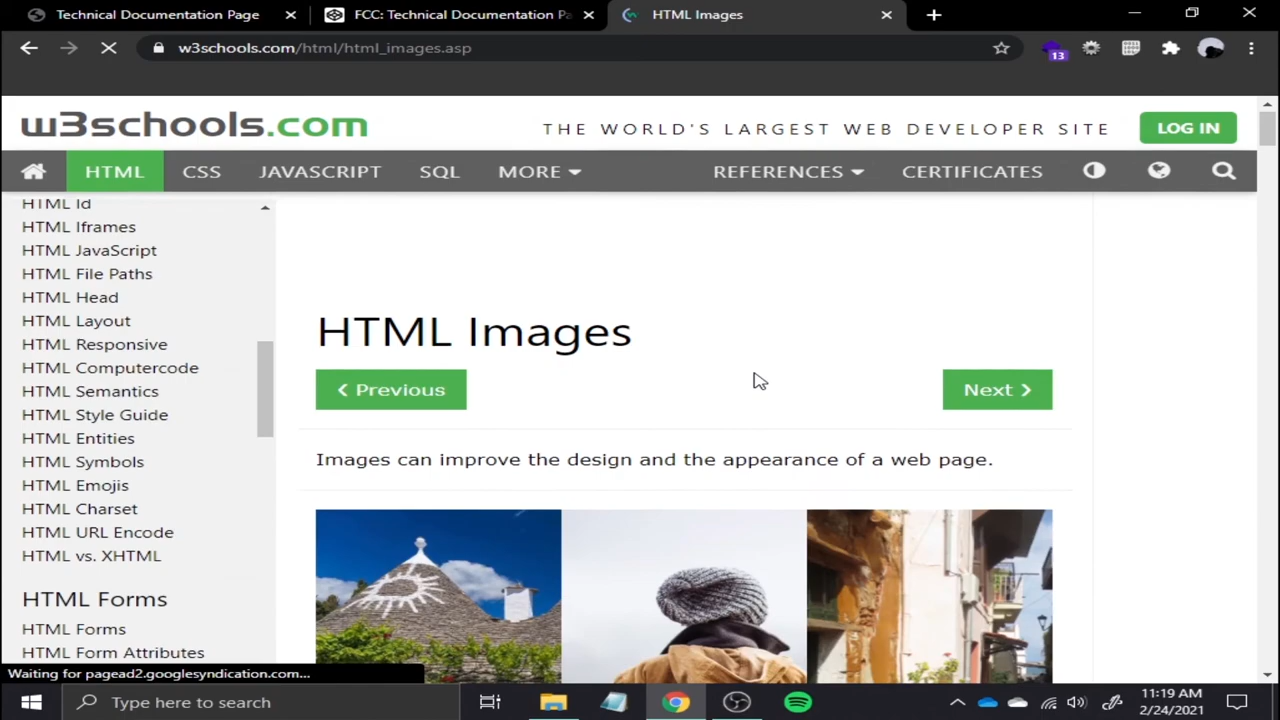 Technical Documentation Page
FCC: Technical Documentation Pa
HTML Images
w3schools.com/html/html_images.asp
13
w3schools.com
THE WORLD'S LARGEST WEB DEVELOPER SITE
LOG IN
HTML
CSS
JAVASCRIPT
SQL
MORE
REFERENCES
CERTIFICATES
HTML Id
HTML Iframes
HTML JavaScript
HTML File Paths
HTML Head
HTML Layout
HTML Responsive
HTML Computercode
HTML Semantics
HTML Style Guide
HTML Entities
HTML Symbols
HTML Emojis
HTML Charset
HTML URL Encode
HTML vs. XHTML
HTML Forms
HTML Forms
HTML Form Attributes
HTML Images
❮ Previous
Next ❯
Images can improve the design and the appearance of a web page.
Waiting for pagead2.googlesyndication.com...
Type here to search
11:19 AM
2/24/2021